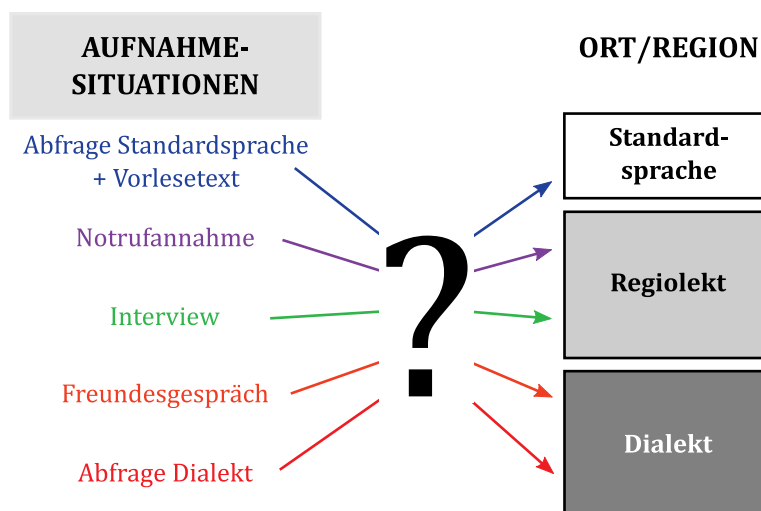 AUFNAHME-
SITUATIONEN
Abfrage Standardsprache
+ Vorlesetext
Notrufannahme
Interview
Freundesgespräch
Abfrage Dialekt
?
ORT/REGION
Standard-
sprache
Regiolekt
Dialekt